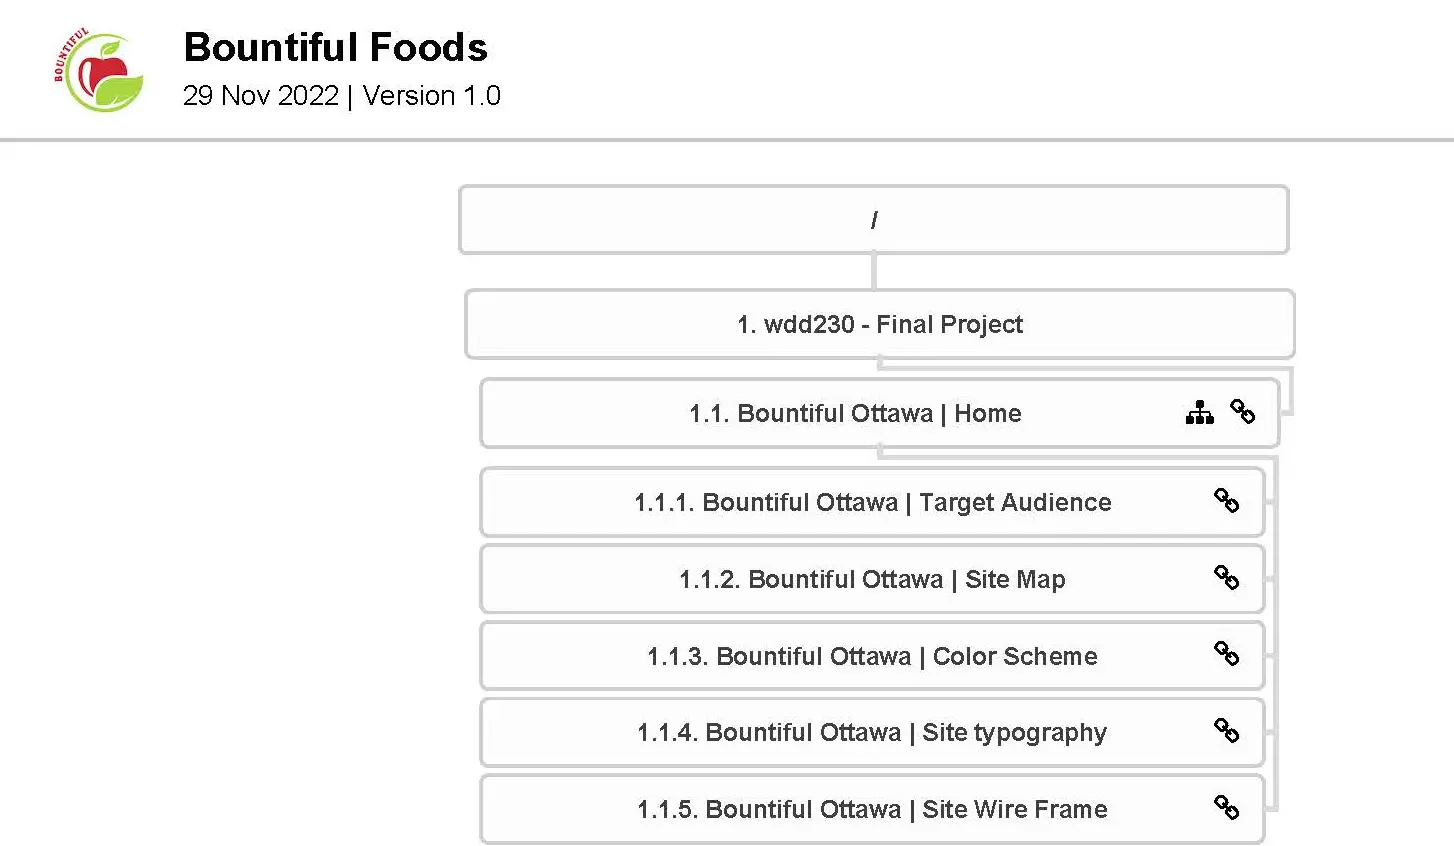 BOUNTIFUL
Bountiful Foods
29 Nov 2022 | Version 1.0
/
1. wdd230 - Final Project
1.1. Bountiful Ottawa | Home
1.1.1. Bountiful Ottawa | Target Audience
1.1.2. Bountiful Ottawa | Site Map
1.1.3. Bountiful Ottawa | Color Scheme
1.1.4. Bountiful Ottawa | Site typography
1.1.5. Bountiful Ottawa | Site Wire Frame